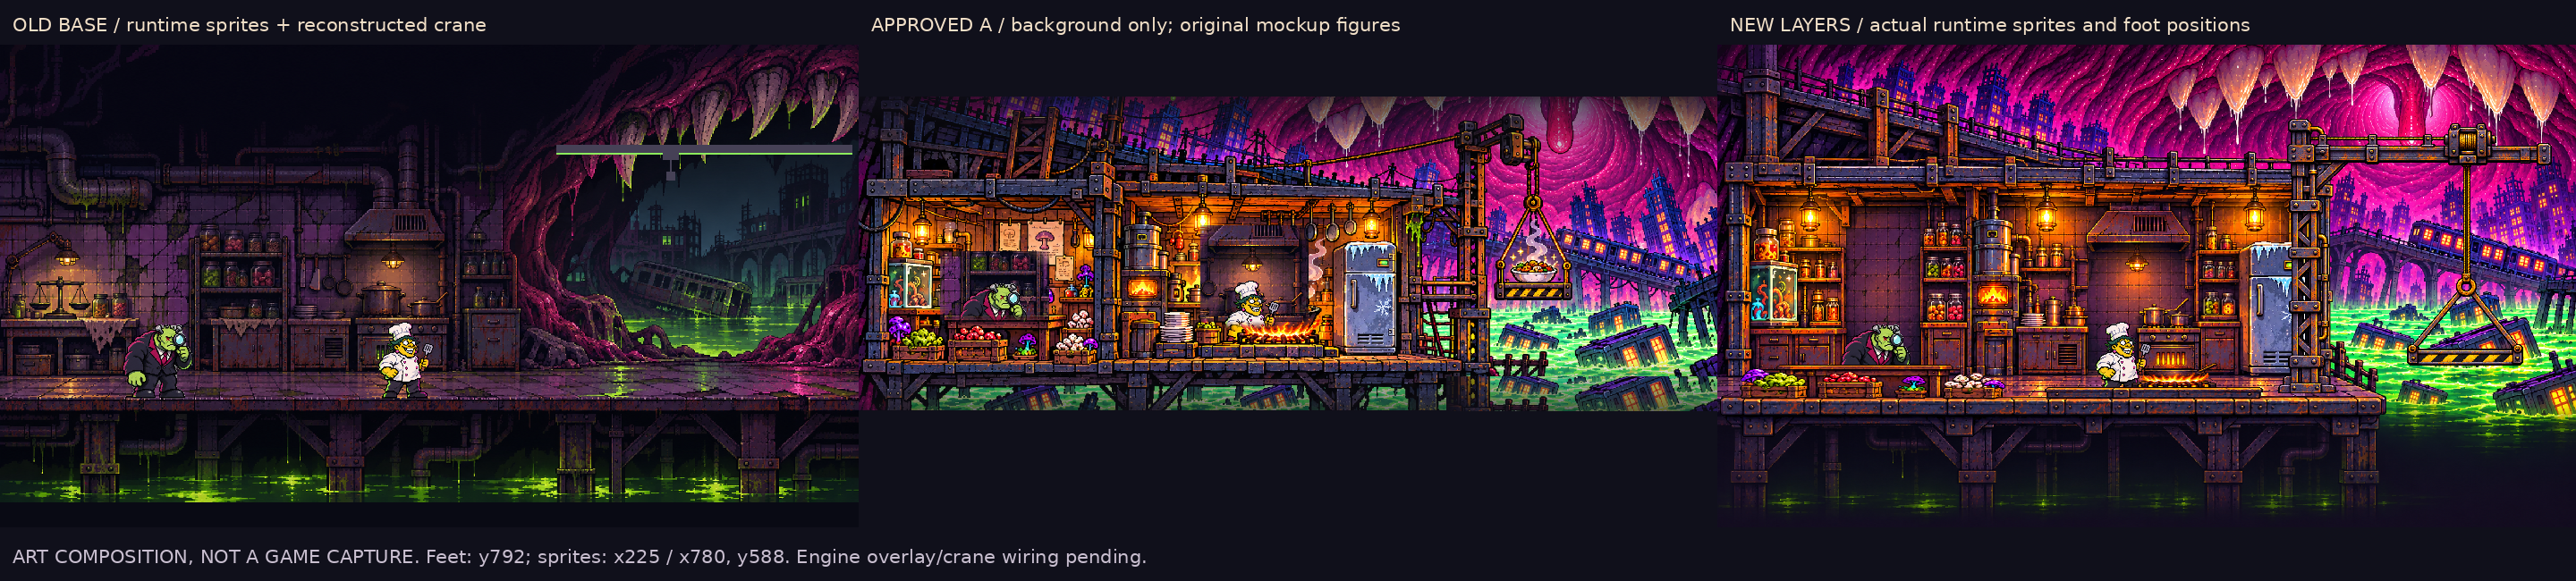 OLD BASE / runtime sprites + reconstructed crane
APPROVED A / background only; original mockup figures
NEW LAYERS / actual runtime sprites and foot positions
ART COMPOSITION, NOT A GAME CAPTURE. Feet: y792; sprites: x225 / x780, y588. Engine overlay/crane wiring pending.